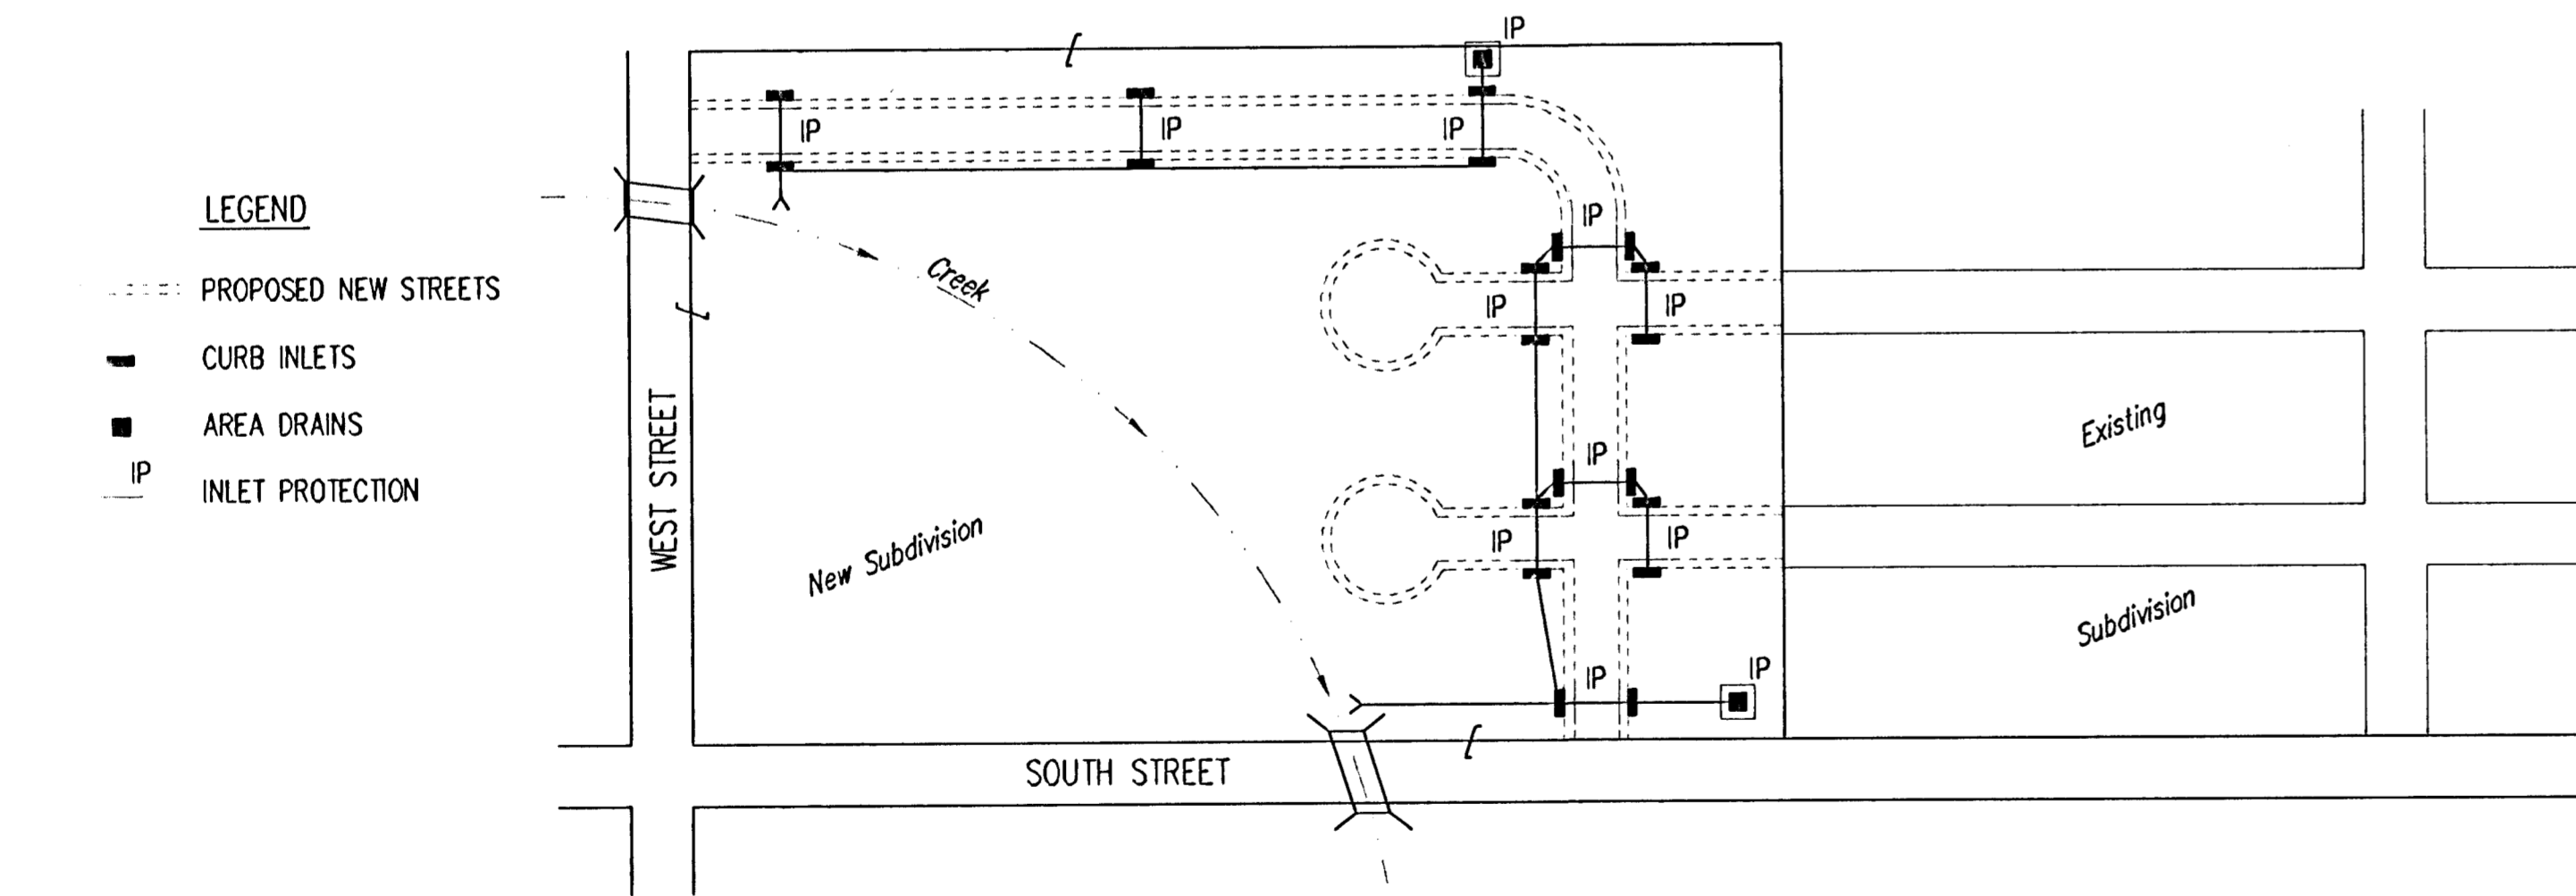 IP
IP
IP
IP
LEGEND
IP
PROPOSED NEW STREETS
Creek
IP
IP
CURB INLETS
AREA DRAINS
Existing
IP
IP
INLET PROTECTION
WEST STREET
New Subdivision
IP
IP
Subdivision
IP
IP
SOUTH STREET